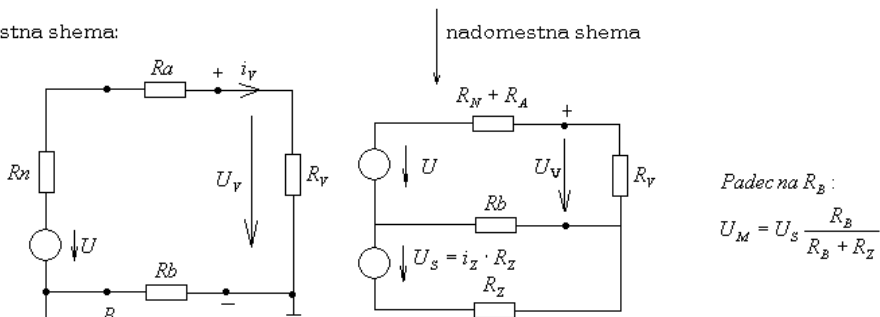 stna shema:
Ra
+ i_V
Rn
U_V
R_V
U
Rb
B
–
nadomestna shema
R_N + R_A
+
U
U_V
R_V
Rb
U_S = i_Z · R_Z
R_Z
Padec na R_B :
U_M = U_S R_B / (R_B + R_Z)